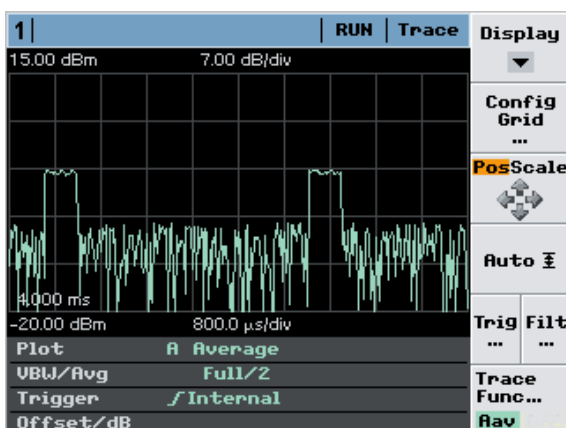 1 RUN Trace
15.00 dBm 7.00 dB/div
4.000 ms
-20.00 dBm 800.0 µs/div
Plot A Average
VBW/Avg Full/2
Trigger Internal
Offset/dB
Display
Config
Grid
...
PosScale
Auto
Trig Filt
... ...
Trace
Func...
Aav